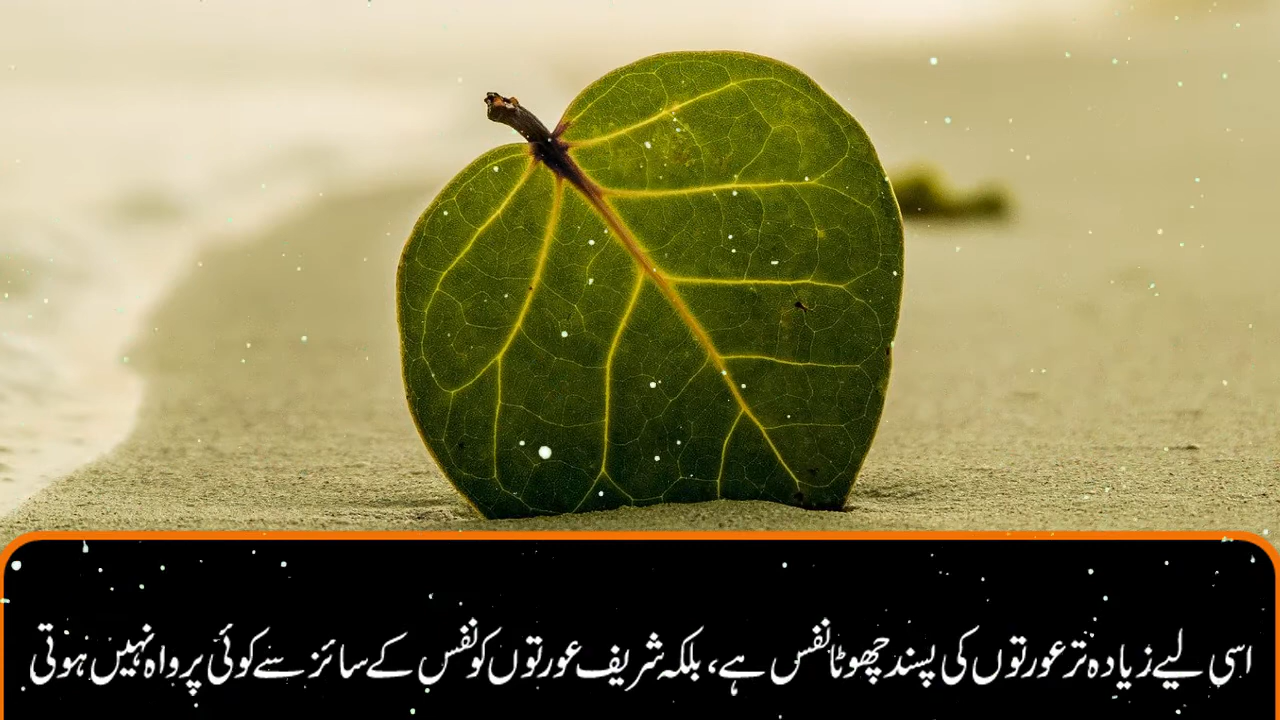 اسی لیے زیادہ تر عورتوں کی پسند چھوٹا نفس ہے، بلکہ شریف عورتوں کو نفس کے سائز سے کوئی پرواہ نہیں ہوتی